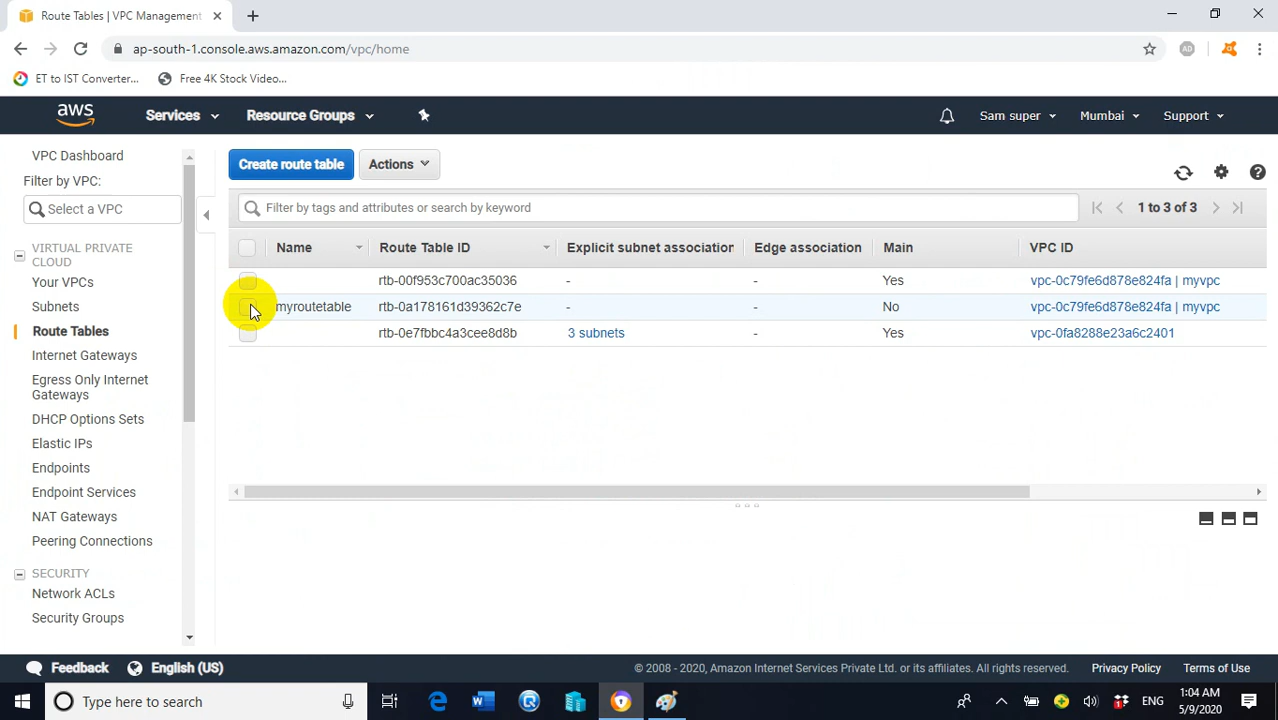 Route Tables | VPC Management
ap-south-1.console.aws.amazon.com/vpc/home
AD
ET to IST Converter...
Free 4K Stock Video...
aws
Services
Resource Groups
Sam super
Mumbai
Support
VPC Dashboard
Filter by VPC:
Select a VPC
VIRTUAL PRIVATE
CLOUD
Your VPCs
Subnets
Route Tables
Internet Gateways
Egress Only Internet
Gateways
DHCP Options Sets
Elastic IPs
Endpoints
Endpoint Services
NAT Gateways
Peering Connections
SECURITY
Network ACLs
Security Groups
Create route table
Actions
Filter by tags and attributes or search by keyword
1 to 3 of 3
Name Route Table ID Explicit subnet association Edge association Main VPC ID
rtb-00f953c700ac35036 - - Yes vpc-0c79fe6d878e824fa | myvpc
myroutetable rtb-0a178161d39362c7e - - No vpc-0c79fe6d878e824fa | myvpc
rtb-0e7fbbc4a3cee8d8b 3 subnets - Yes vpc-0fa8288e23a6c2401
Feedback
English (US)
© 2008 - 2020, Amazon Internet Services Private Ltd. or its affiliates. All rights reserved.
Privacy Policy
Terms of Use
Type here to search
ENG
1:04 AM
5/9/2020